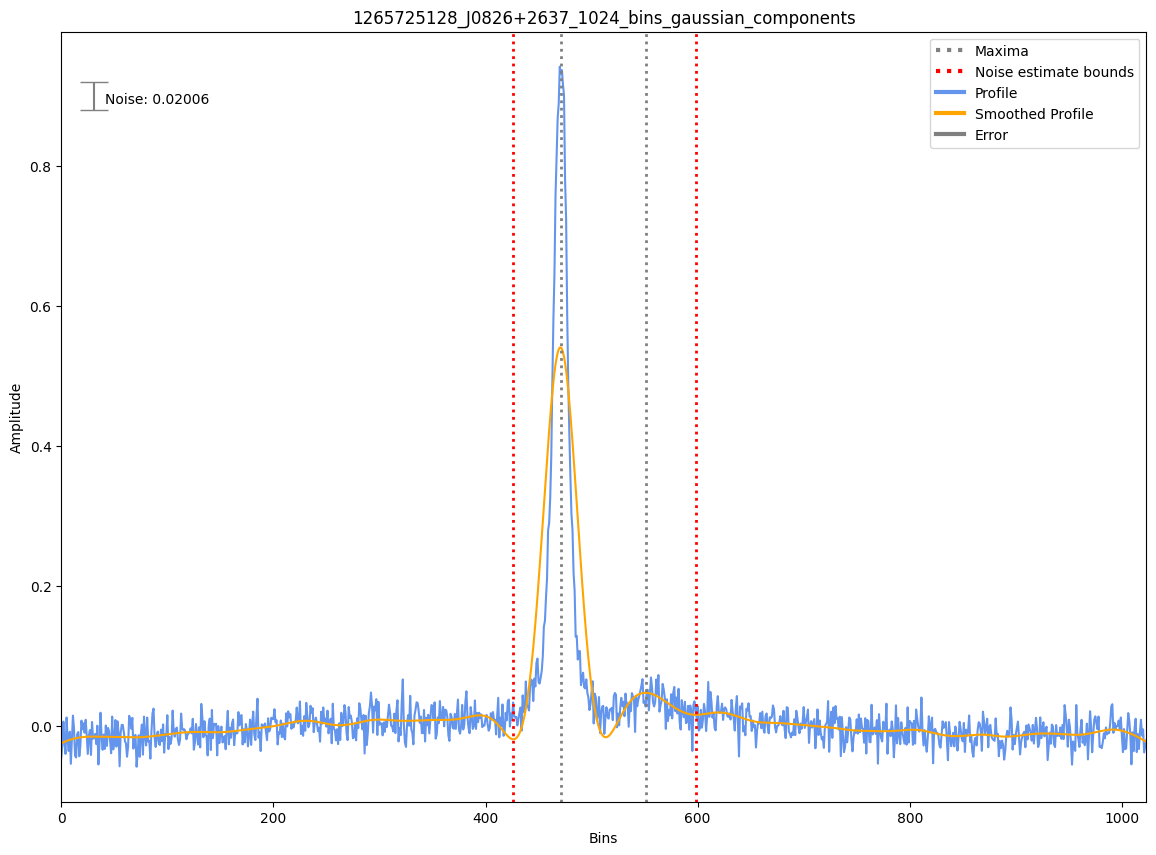 1265725128_J0826+2637_1024_bins_gaussian_components
Maxima
Noise estimate bounds
Profile
Smoothed Profile
Error
Noise: 0.02006
0.8
0.6
0.4
0.2
0.0
Amplitude
0 200 400 600 800 1000
Bins